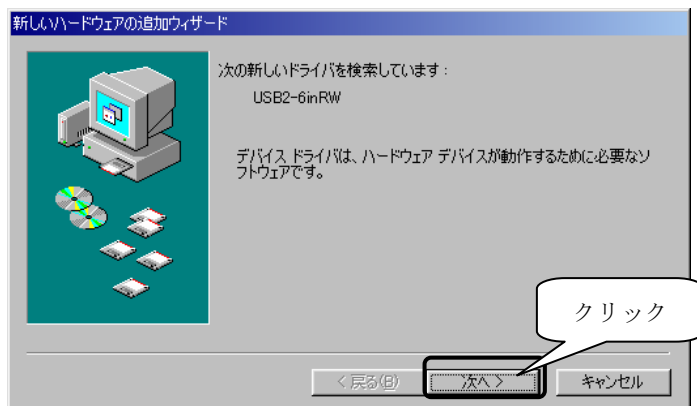 新しいハードウェアの追加ウィザード
次の新しいドライバを検索しています：
USB2-6inRW
デバイス ドライバは、ハードウェア デバイスが動作するために必要なソ
フトウェアです。
クリック
< 戻る(B)
次へ >
キャンセル